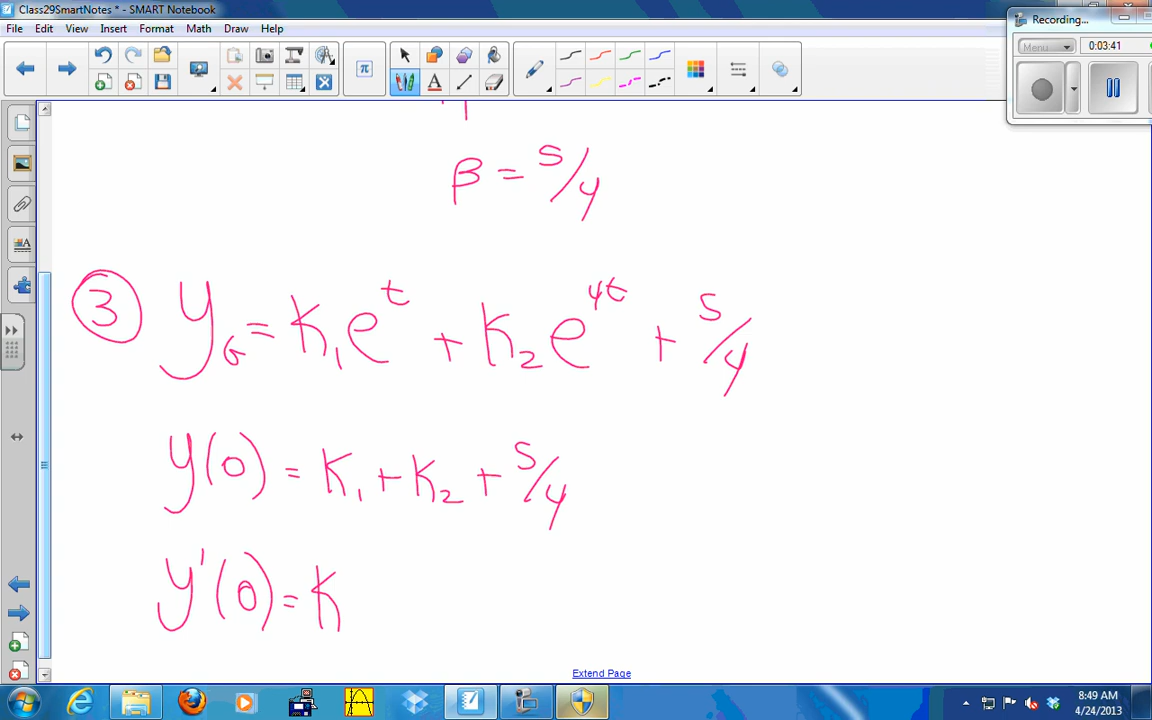 Class29SmartNotes * - SMART Notebook
Recording...
File Edit View Insert Format Math Draw Help
Menu
0:03:41
π
A
β = 5/4
③ y_G = k₁e^t + k₂e^4t + 5/4
y(0) = k₁ + k₂ + 5/4
y'(0) = k
Extend Page
8:49 AM
4/24/2013